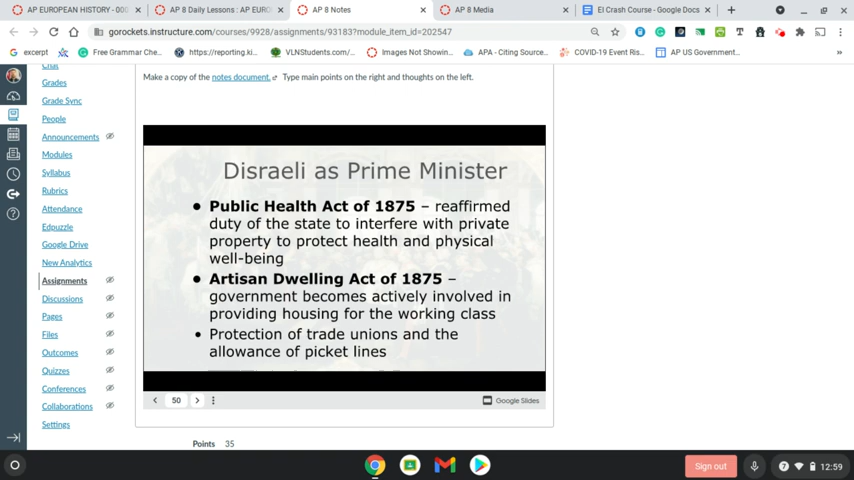 AP EUROPEAN HISTORY - 009
AP 8 Daily Lessons : AP EURO
AP 8 Notes
AP 8 Media
EI Crash Course - Google Docs
gorockets.instructure.com/courses/9928/assignments/93183?module_item_id=202547
excerpt
Free Grammar Che...
https://reporting.ki...
VLNStudents.com/...
Images Not Showin...
APA - Citing Source...
COVID-19 Event Ris...
AP US Government...
Chat
Grades
Grade Sync
People
Announcements
Modules
Syllabus
Rubrics
Attendance
Edpuzzle
Google Drive
New Analytics
Assignments
Discussions
Pages
Files
Outcomes
Quizzes
Conferences
Collaborations
Settings
Make a copy of the notes document. Type main points on the right and thoughts on the left.
Disraeli as Prime Minister
• Public Health Act of 1875 – reaffirmed
duty of the state to interfere with private
property to protect health and physical
well-being
• Artisan Dwelling Act of 1875 –
government becomes actively involved in
providing housing for the working class
• Protection of trade unions and the
allowance of picket lines
50
Google Slides
Points 35
Sign out
7
12:59